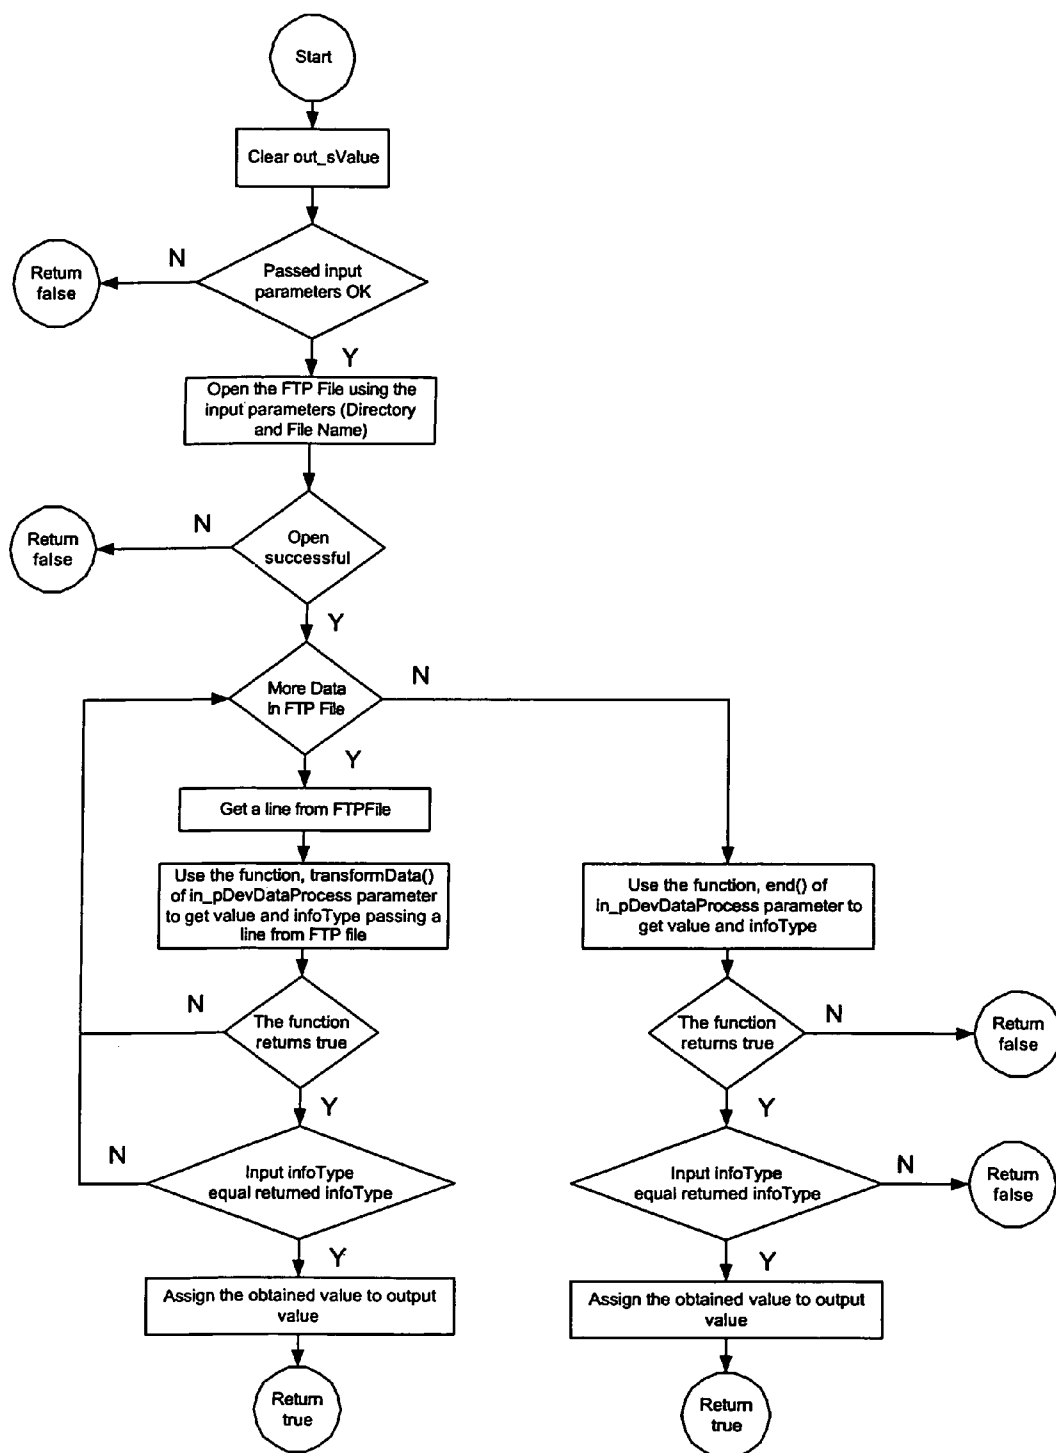 Start
Clear out_sValue
N
Passed input
parameters OK
Return
false
Y
Open the FTP File using the
input parameters (Directory
and File Name)
N
Open
successful
Return
false
Y
More Data
in FTP File
N
Y
Get a line from FTPFile
Use the function, transformData()
of in_pDevDataProcess parameter
to get value and infoType passing a
line from FTP file
Use the function, end() of
in_pDevDataProcess parameter to
get value and infoType
N
The function
returns true
The function
returns true
N
Return
false
Y
Y
N
Input infoType
equal returned infoType
Input infoType
equal returned infoType
N
Return
false
Y
Y
Assign the obtained value to output
value
Assign the obtained value to output
value
Return
true
Return
true